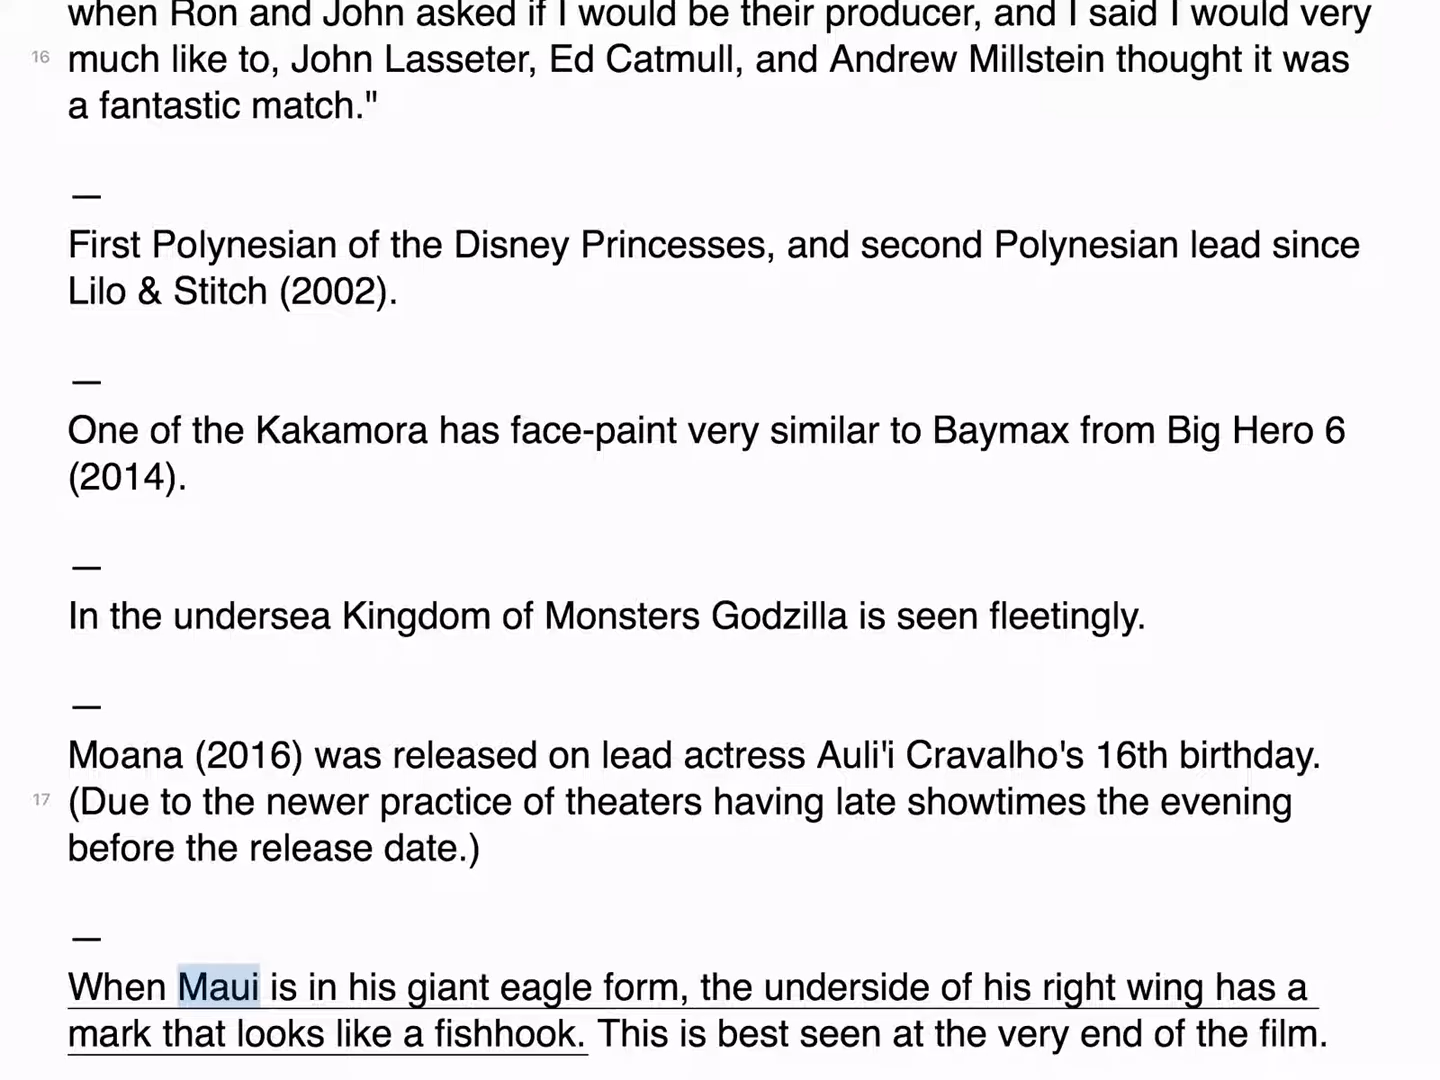 when Ron and John asked if I would be their producer, and I said I would very
16 much like to, John Lasseter, Ed Catmull, and Andrew Millstein thought it was
a fantastic match."
—
First Polynesian of the Disney Princesses, and second Polynesian lead since
Lilo & Stitch (2002).
—
One of the Kakamora has face-paint very similar to Baymax from Big Hero 6
(2014).
—
In the undersea Kingdom of Monsters Godzilla is seen fleetingly.
—
Moana (2016) was released on lead actress Auli'i Cravalho's 16th birthday.
17 (Due to the newer practice of theaters having late showtimes the evening
before the release date.)
—
When Maui is in his giant eagle form, the underside of his right wing has a
mark that looks like a fishhook. This is best seen at the very end of the film.